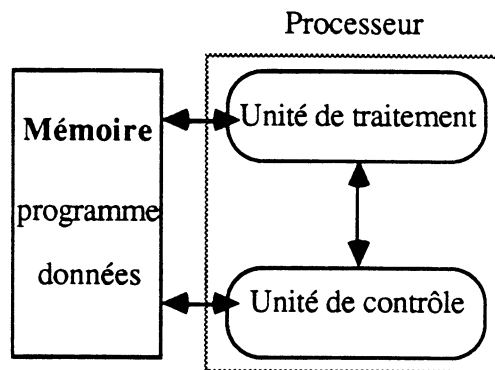 Processeur
Mémoire
programme
données
Unité de traitement
Unité de contrôle